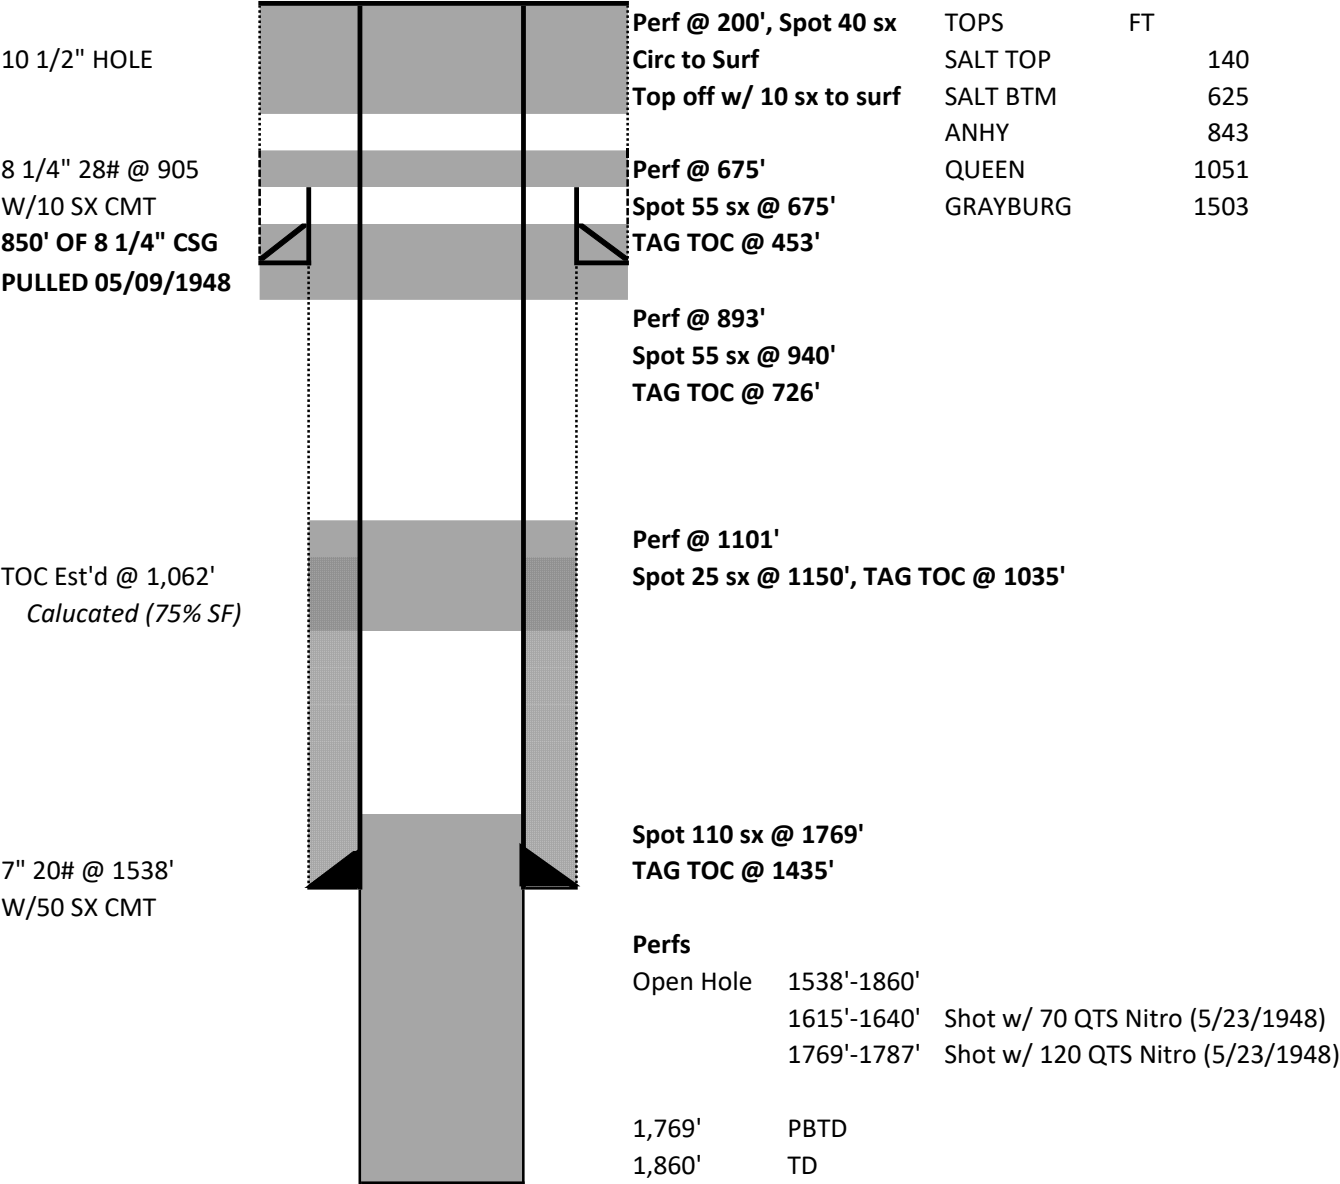 Perf @ 200', Spot 40 sx TOPS FT
10 1/2" HOLE Circ to Surf SALT TOP 140
Top off w/ 10 sx to surf SALT BTM 625
ANHY 843
8 1/4" 28# @ 905 Perf @ 675' QUEEN 1051
W/10 SX CMT Spot 55 sx @ 675' GRAYBURG 1503
850' OF 8 1/4" CSG TAG TOC @ 453'
PULLED 05/09/1948
Perf @ 893'
Spot 55 sx @ 940'
TAG TOC @ 726'
Perf @ 1101'
TOC Est'd @ 1,062' Spot 25 sx @ 1150', TAG TOC @ 1035'
Calucated (75% SF)
Spot 110 sx @ 1769'
7" 20# @ 1538' TAG TOC @ 1435'
W/50 SX CMT
Perfs
Open Hole 1538'-1860'
1615'-1640' Shot w/ 70 QTS Nitro (5/23/1948)
1769'-1787' Shot w/ 120 QTS Nitro (5/23/1948)
1,769' PBTD
1,860' TD